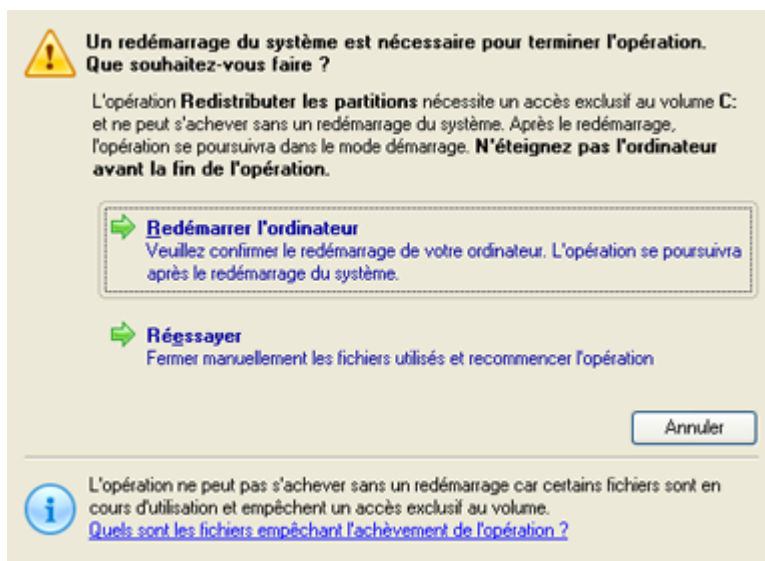 Un redémarrage du système est nécessaire pour terminer l'opération.
Que souhaitez-vous faire ?
L'opération Redistributer les partitions nécessite un accès exclusif au volume C:
et ne peut s'achever sans un redémarrage du système. Après le redémarrage,
l'opération se poursuivra dans le mode démarrage. N'éteignez pas l'ordinateur
avant la fin de l'opération.
Redémarrer l'ordinateur
Veuillez confirmer le redémarrage de votre ordinateur. L'opération se poursuivra
après le redémarrage du système.
Réessayer
Fermer manuellement les fichiers utilisés et recommencer l'opération
Annuler
L'opération ne peut pas s'achever sans un redémarrage car certains fichiers sont en
cours d'utilisation et empêchent un accès exclusif au volume.
Quels sont les fichiers empêchant l'achèvement de l'opération ?